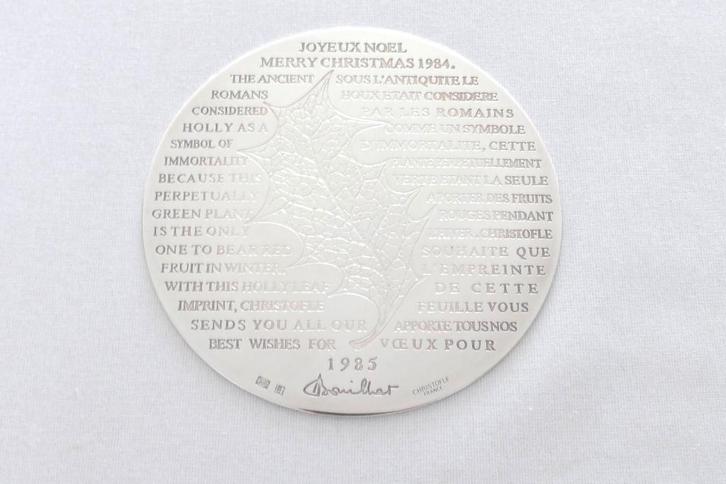 JOYEUX NOEL
MERRY CHRISTMAS 1984.
THE ANCIENT SOUS L'ANTIQUITE LE
ROMANS HOUX ETAIT CONSIDERE
CONSIDERED PAR LES ROMAINS
HOLLY AS A COMME UN SYMBOLE
SYMBOL OF D'IMMORTALITE, CETTE
IMMORTALITY PLANTE PERPETUELLEMENT
BECAUSE THIS VERTE ETANT LA SEULE
PERPETUALLY A PORTER DES FRUITS
GREEN PLANT ROUGES PENDANT
IS THE ONLY L'HIVER. CHRISTOFLE
ONE TO BEAR RED SOUHAITE QUE
FRUIT IN WINTER. L'EMPREINTE
WITH THIS HOLLY LEAF DE CETTE
IMPRINT, CHRISTOFLE FEUILLE VOUS
SENDS YOU ALL OUR APPORTE TOUS NOS
BEST WISHES FOR VŒUX POUR
1985
CHRISTOFLE
FRANCE